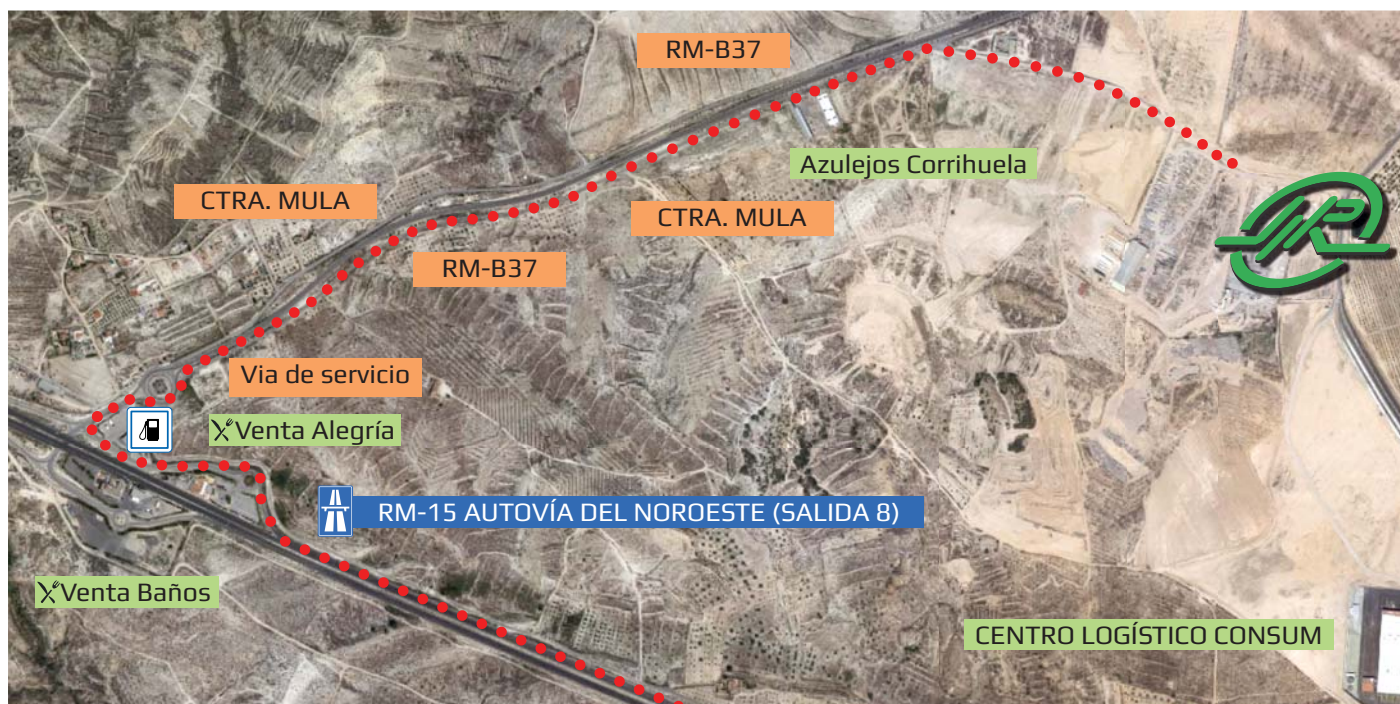 RM-B37
Azulejos Corrihuela
CTRA. MULA
CTRA. MULA
RM-B37
Via de servicio
Venta Alegría
RM-15 AUTOVÍA DEL NOROESTE (SALIDA 8)
Venta Baños
CENTRO LOGÍSTICO CONSUM